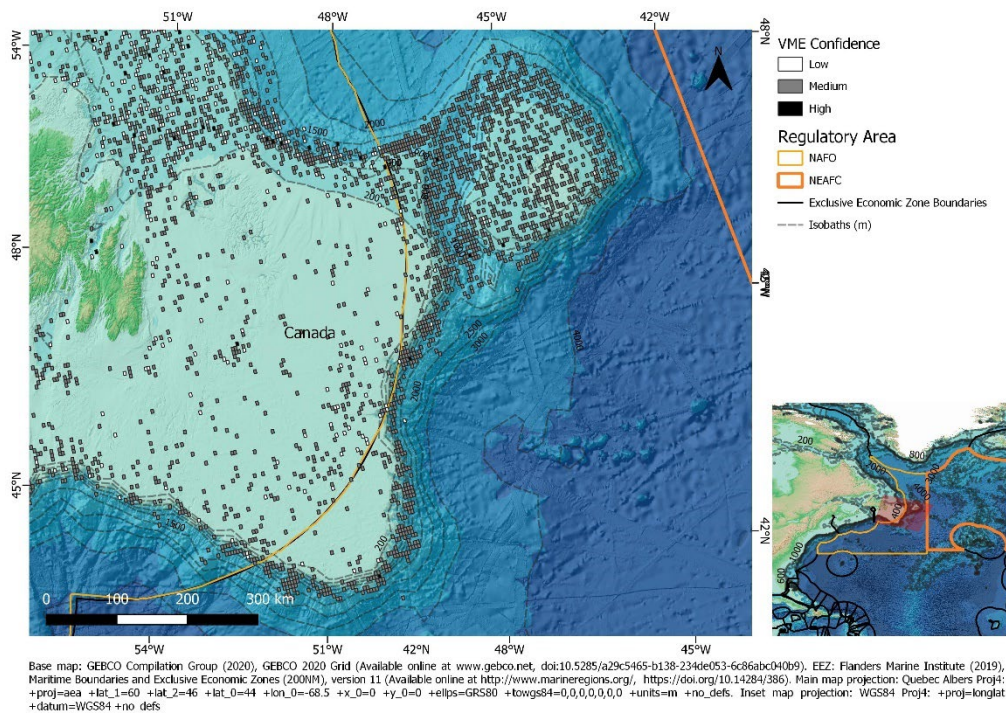 51°W
48°W
45°W
42°W
54°W
48°N
N
VME Confidence
Low
Medium
High
Regulatory Area
NAFO
NEAFC
Exclusive Economic Zone Boundaries
Isobaths (m)
1500
200
48°N
Canada
2500
3000
2000
4000
45°N
1500
200
42°N
0 100 200 300 km
54°W
51°W
48°W
45°W
200
800
2000
3000
4000
4000
1000
600
Base map: GEBCO Compilation Group (2020), GEBCO 2020 Grid (Available online at www.gebco.net, doi:10.5285/a29c5465-b138-234de053-6c86abc040b9). EEZ: Flanders Marine Institute (2019),
Maritime Boundaries and Exclusive Economic Zones (200NM), version 11 (Available online at http://www.marineregions.org/, https://doi.org/10.14284/386). Main map projection: Quebec Albers Proj4:
+proj=aea +lat_1=60 +lat_2=46 +lat_0=44 +lon_0=-68.5 +x_0=0 +y_0=0 +ellps=GRS80 +towgs84=0,0,0,0,0,0,0 +units=m +no_defs. Inset map projection: WGS84 Proj4: +proj=longlat
+datum=WGS84 +no_defs